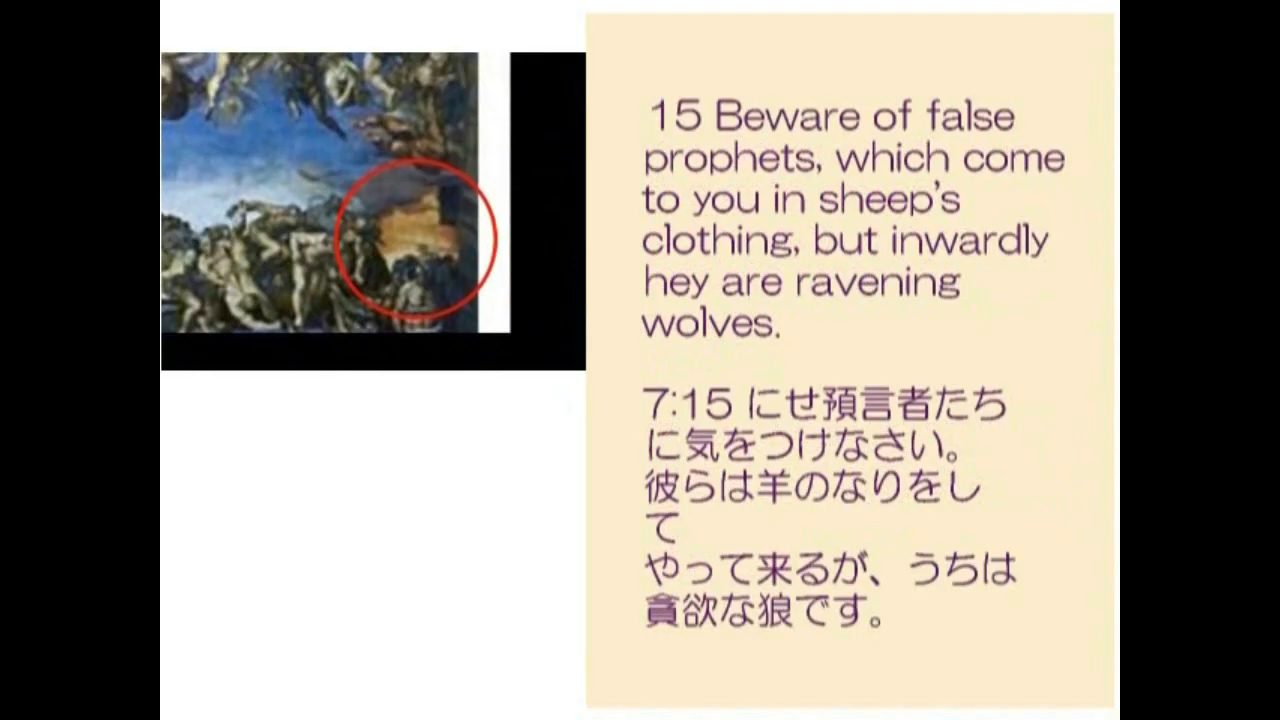 15 Beware of false
prophets, which come
to you in sheep's
clothing, but inwardly
hey are ravening
wolves.
7:15 にせ預言者たち
に気をつけなさい。
彼らは羊のなりをし
て
やって来るが、うちは
貪欲な狼です。